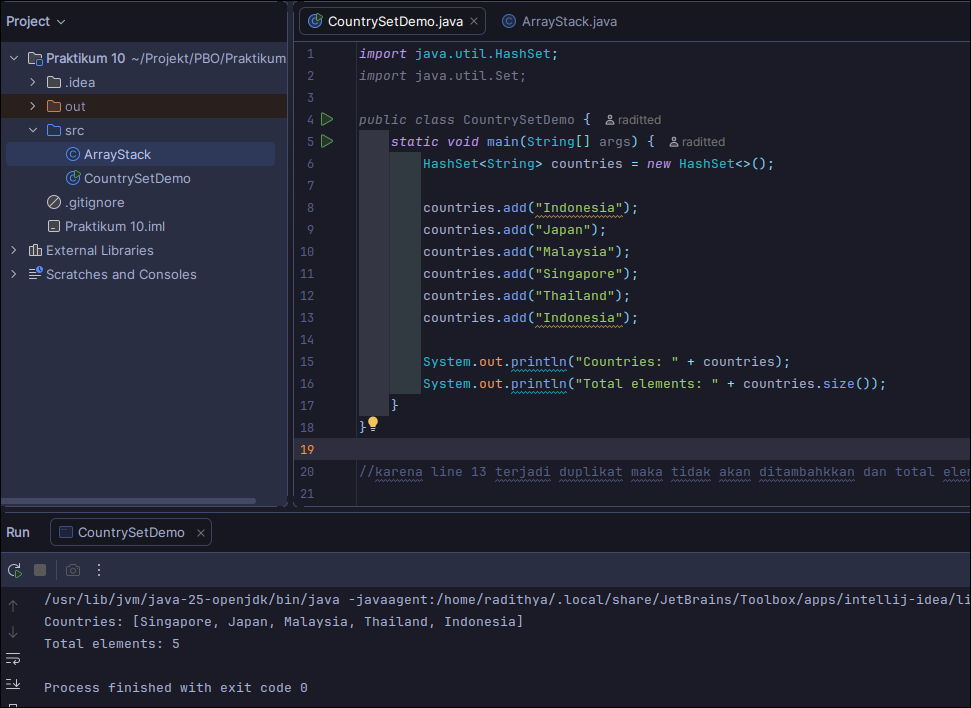 Project
CountrySetDemo.java
ArrayStack.java
Praktikum 10 ~/Projekt/PBO/Praktikum
.idea
out
src
ArrayStack
CountrySetDemo
.gitignore
Praktikum 10.iml
External Libraries
Scratches and Consoles
1 import java.util.HashSet;
2 import java.util.Set;
3
4 public class CountrySetDemo { raditted
5 static void main(String[] args) { raditted
6 HashSet<String> countries = new HashSet<>();
7
8 countries.add("Indonesia");
9 countries.add("Japan");
10 countries.add("Malaysia");
11 countries.add("Singapore");
12 countries.add("Thailand");
13 countries.add("Indonesia");
14
15 System.out.println("Countries: " + countries);
16 System.out.println("Total elements: " + countries.size());
17 }
18 }
19
20 //karena line 13 terjadi duplikat maka tidak akan ditambahkkan dan total elem
21
Run
CountrySetDemo
/usr/lib/jvm/java-25-openjdk/bin/java -javaagent:/home/radithya/.local/share/JetBrains/Toolbox/apps/intellij-idea/li
Countries: [Singapore, Japan, Malaysia, Thailand, Indonesia]
Total elements: 5
Process finished with exit code 0